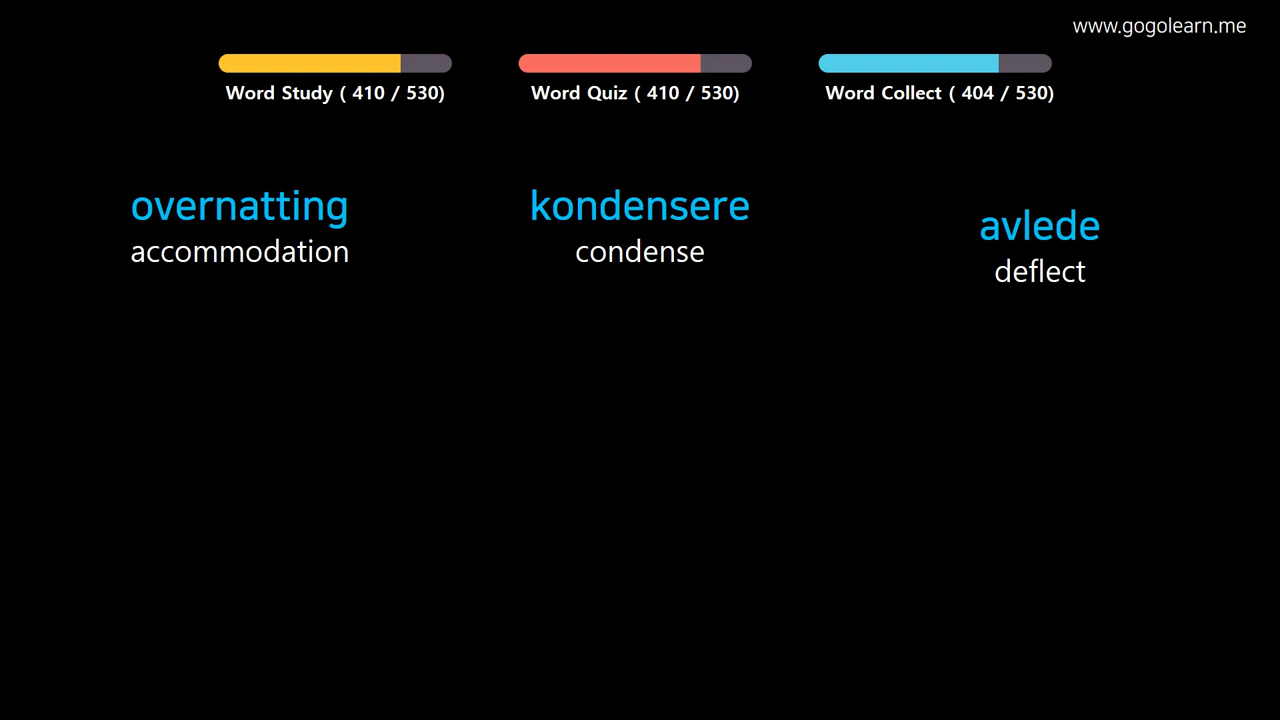 www.gogolearn.me
Word Study ( 410 / 530)
Word Quiz ( 410 / 530)
Word Collect ( 404 / 530)
overnatting
accommodation
kondensere
condense
avlede
deflect